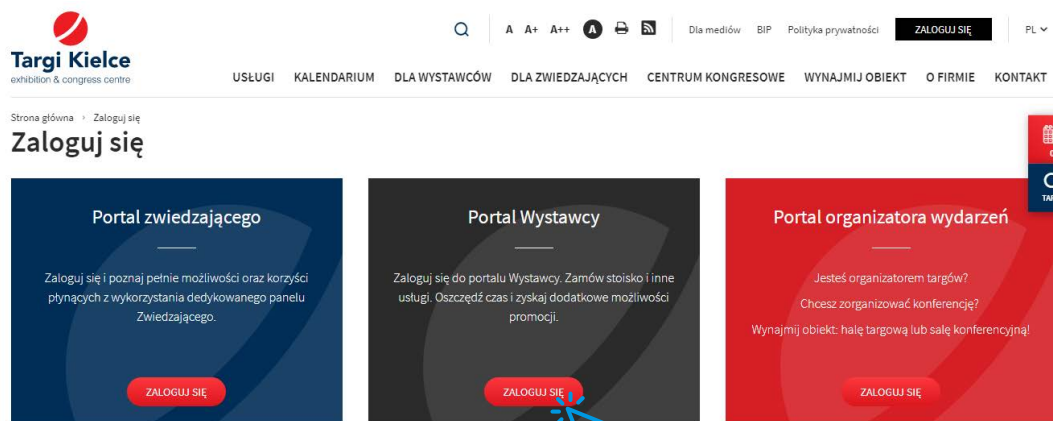 Targi Kielce
exhibition & congress centre
A A+ A++ A
Dla mediów BIP Polityka prywatności ZALOGUJ SIĘ PL
USŁUGI KALENDARIUM DLA WYSTAWCÓW DLA ZWIEDZAJĄCYCH CENTRUM KONGRESOWE WYNAJMIJ OBIEKT O FIRMIE KONTAKT
Strona główna › Zaloguj się
Zaloguj się
Portal zwiedzającego
Zaloguj się i poznaj pełnie możliwości oraz korzyści
płynących z wykorzystania dedykowanego panelu
Zwiedzającego.
ZALOGUJ SIĘ
Portal Wystawcy
Zaloguj się do portalu Wystawcy. Zamów stoisko i inne
usługi. Oszczędź czas i zyskaj dodatkowe możliwości
promocji.
ZALOGUJ SIĘ
Portal organizatora wydarzeń
Jesteś organizatorem targów?
Chcesz zorganizować konferencję?
Wynajmij obiekt: halę targową lub salę konferencyjną!
ZALOGUJ SIĘ